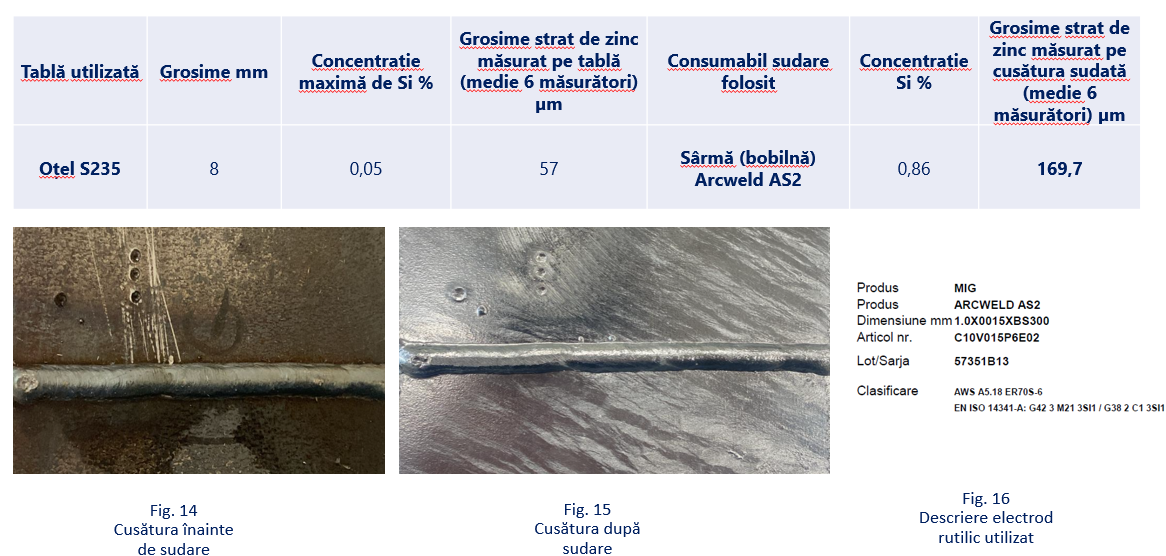 Tablă utilizată
Grosime mm
Concentrație
maximă de Si %
Grosime strat de zinc
măsurat pe tablă
(medie 6 măsurători)
µm
Consumabil sudare
folosit
Concentrație
Si %
Grosime strat de
zinc măsurat pe
cusătura sudată
(medie 6
măsurători) µm
Oțel S235
8
0,05
57
Sârmă (bobilnă)
Arcweld AS2
0,86
169,7
Produs MIG
Produs ARCWELD AS2
Dimensiune mm 1.0X0015XBS300
Articol nr. C10V015P6E02
Lot/Sarja 57351B13
Clasificare AWS A5.18 ER70S-6
EN ISO 14341-A: G42 3 M21 3SI1 / G38 2 C1 3SI1
Fig. 14
Cusătura înainte
de sudare
Fig. 15
Cusătura după
sudare
Fig. 16
Descriere electrod
rutilic utilizat